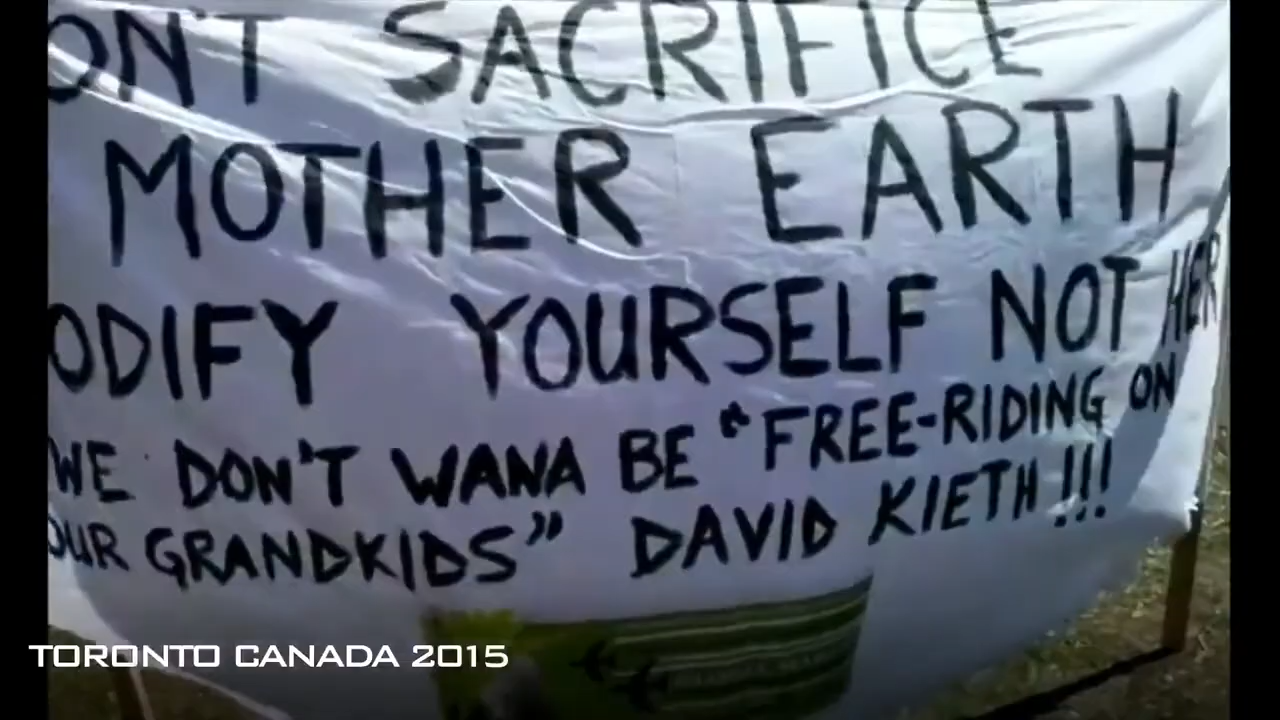 ON'T SACRIFICE
MOTHER EARTH
ODIFY YOURSELF NOT HER
WE DON'T WANA BE "FREE-RIDING ON
OUR GRANDKIDS" DAVID KIETH!!!
TORONTO CANADA 2015